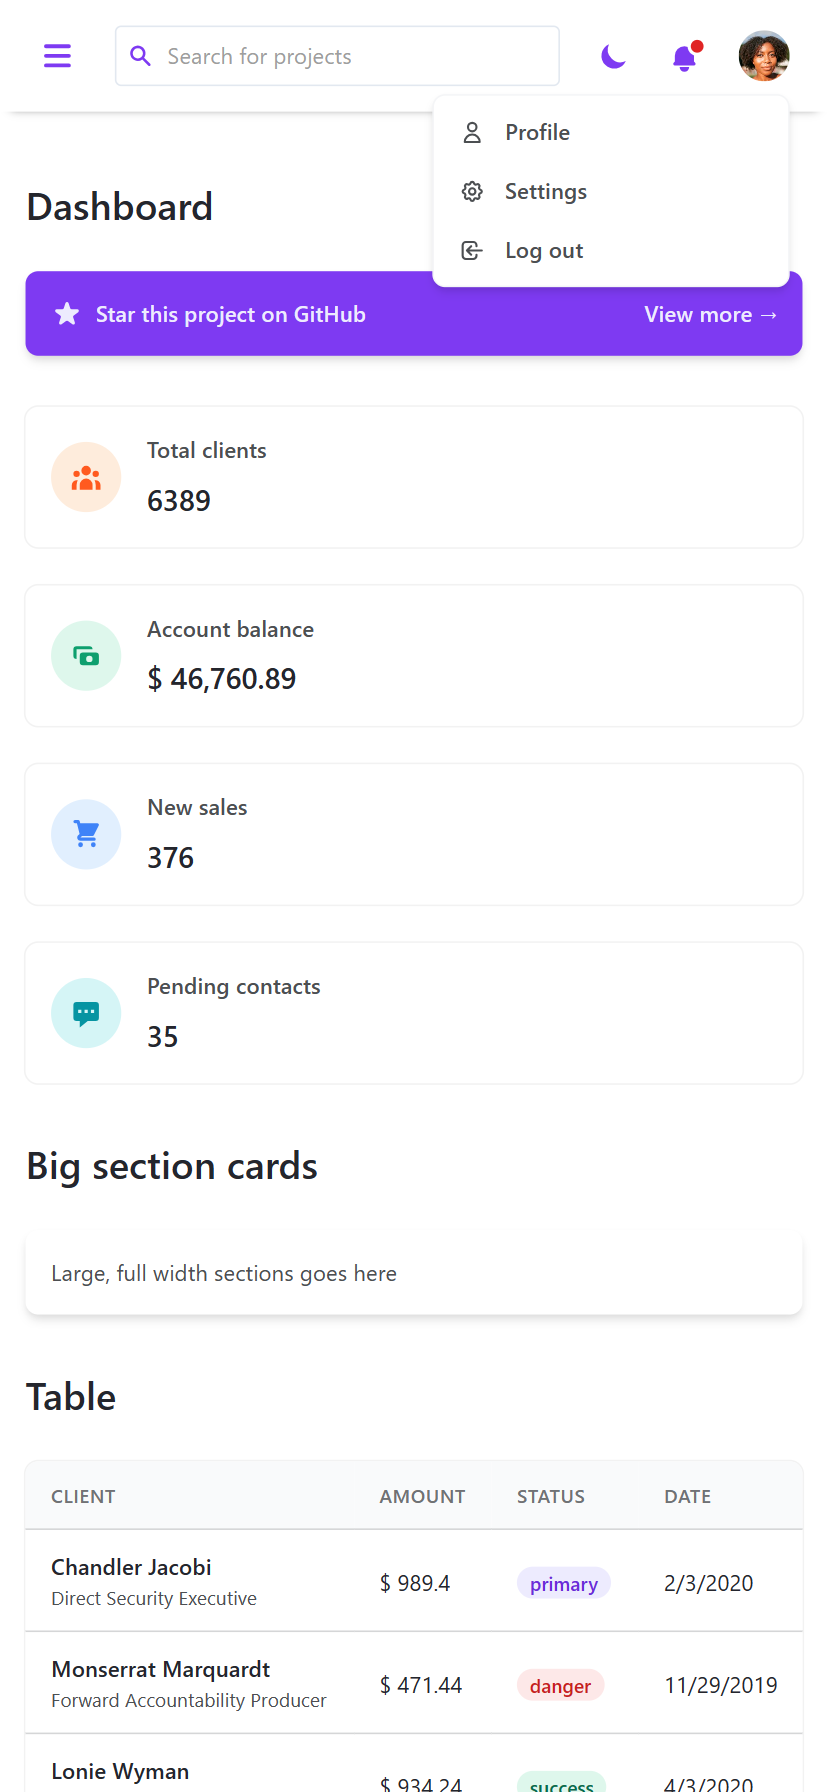 Search for projects
Profile
Settings
Log out
Dashboard
Star this project on GitHub View more →
Total clients
6389
Account balance
$ 46,760.89
New sales
376
Pending contacts
35
Big section cards
Large, full width sections goes here
Table
CLIENT AMOUNT STATUS DATE
Chandler Jacobi
Direct Security Executive
$ 989.4 primary 2/3/2020
Monserrat Marquardt
Forward Accountability Producer
$ 471.44 danger 11/29/2019
Lonie Wyman
$ 934.24 success 4/3/2020